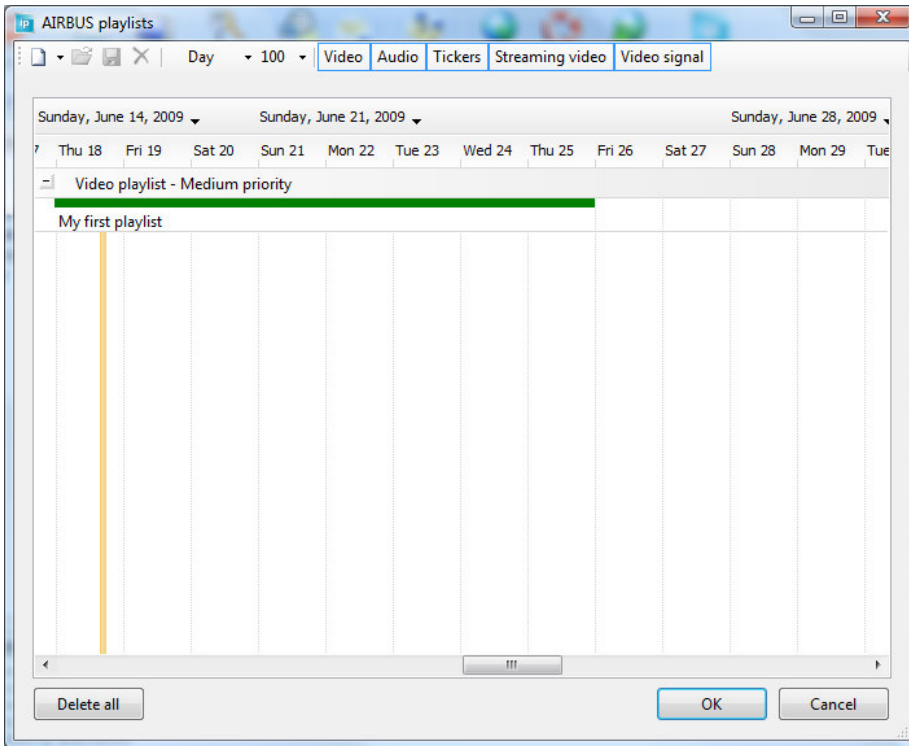 iP AIRBUS playlists
Day 100 Video Audio Tickers Streaming video Video signal
Sunday, June 14, 2009 Sunday, June 21, 2009 Sunday, June 28, 2009
7 Thu 18 Fri 19 Sat 20 Sun 21 Mon 22 Tue 23 Wed 24 Thu 25 Fri 26 Sat 27 Sun 28 Mon 29 Tue
Video playlist - Medium priority
My first playlist
Delete all OK Cancel